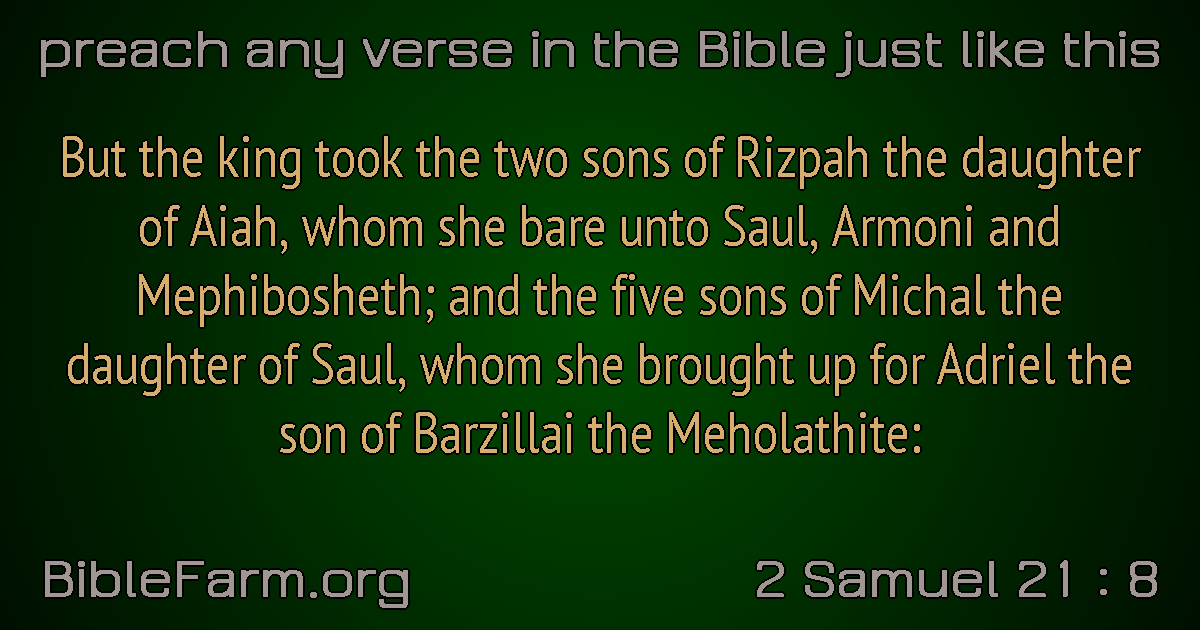 preach any verse in the Bible just like this
But the king took the two sons of Rizpah the daughter
of Aiah, whom she bare unto Saul, Armoni and
Mephibosheth; and the five sons of Michal the
daughter of Saul, whom she brought up for Adriel the
son of Barzillai the Meholathite:
BibleFarm.org
2 Samuel 21 : 8